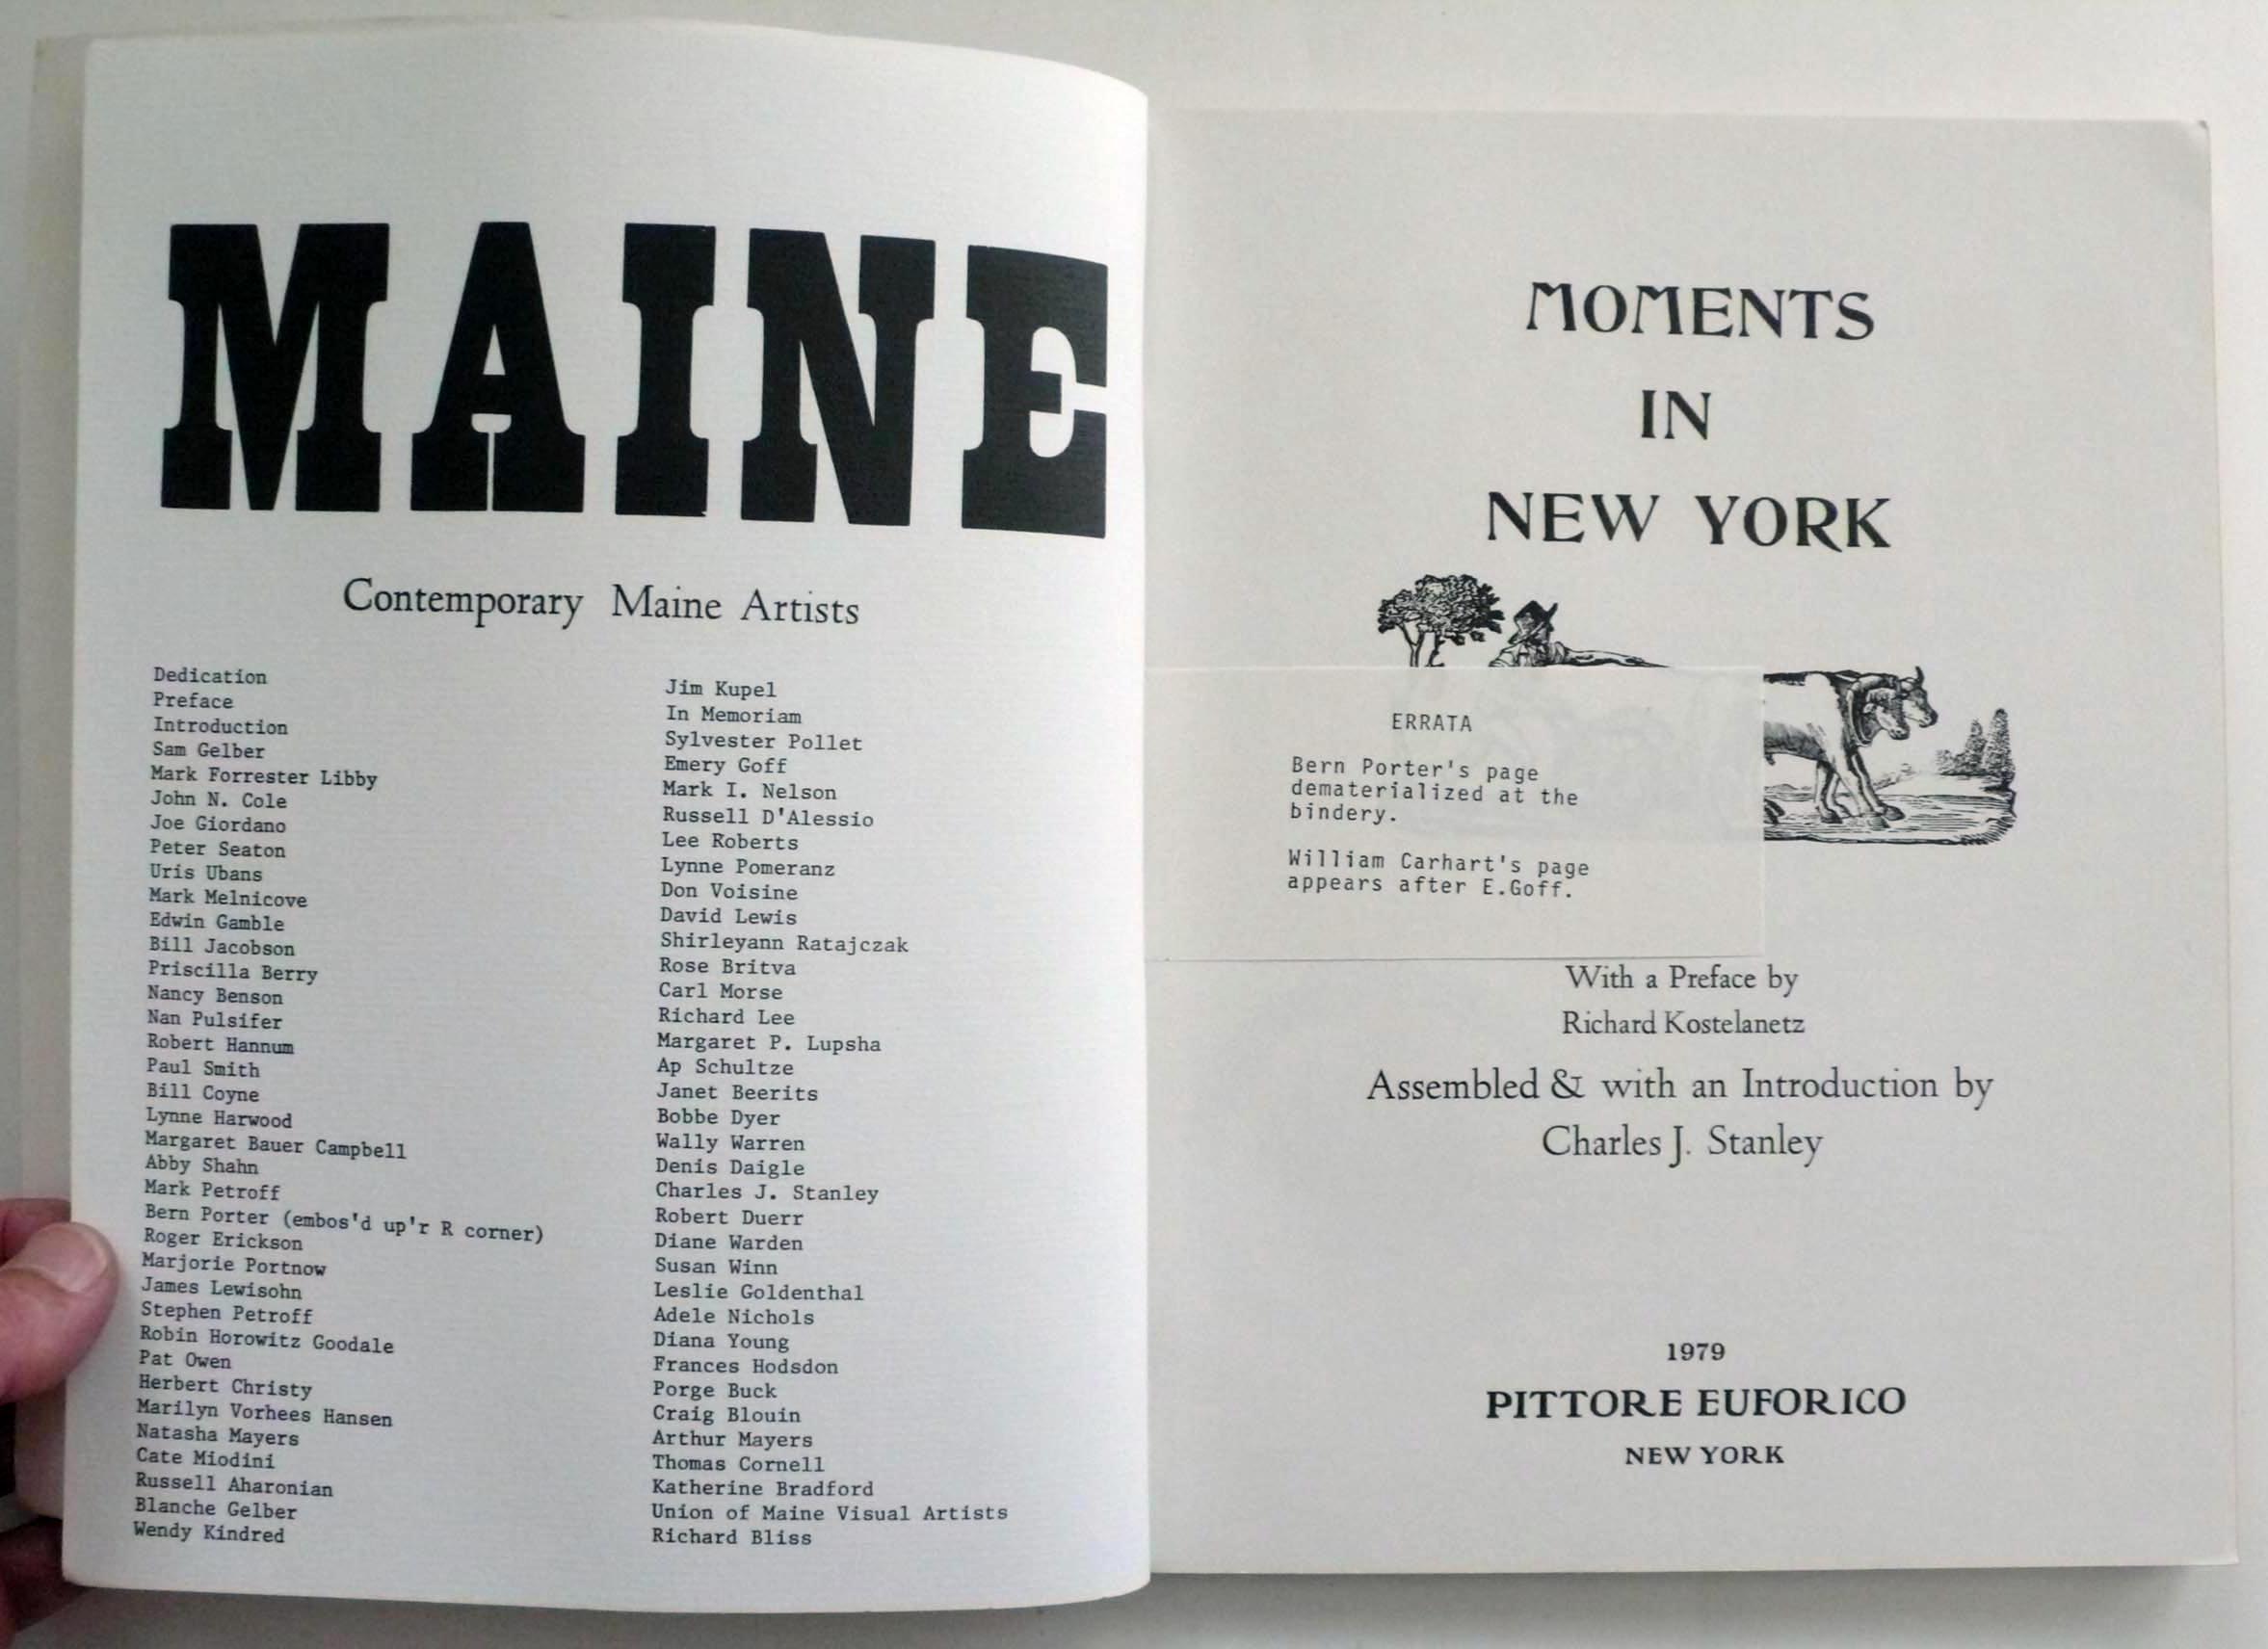 MAINE
Contemporary Maine Artists
Dedication
Preface
Introduction
Sam Gelber
Mark Forrester Libby
John N. Cole
Joe Giordano
Peter Seaton
Uris Ubans
Mark Melnicove
Edwin Gamble
Bill Jacobson
Priscilla Berry
Nancy Benson
Nan Pulsifer
Robert Hannum
Paul Smith
Bill Coyne
Lynne Harwood
Margaret Bauer Campbell
Abby Shahn
Mark Petroff
Bern Porter (embos'd up'r R corner)
Roger Erickson
Marjorie Portnow
James Lewisohn
Stephen Petroff
Robin Horowitz Goodale
Pat Owen
Herbert Christy
Marilyn Vorhees Hansen
Natasha Mayers
Cate Miodini
Russell Aharonian
Blanche Gelber
Wendy Kindred
Jim Kupel
In Memoriam
Sylvester Pollet
Emery Goff
Mark I. Nelson
Russell D'Alessio
Lee Roberts
Lynne Pomeranz
Don Voisine
David Lewis
Shirleyann Ratajczak
Rose Britva
Carl Morse
Richard Lee
Margaret P. Lupsha
Ap Schultze
Janet Beerits
Bobbe Dyer
Wally Warren
Denis Daigle
Charles J. Stanley
Robert Duerr
Diane Warden
Susan Winn
Leslie Goldenthal
Adele Nichols
Diana Young
Frances Hodsdon
Porge Buck
Craig Blouin
Arthur Mayers
Thomas Cornell
Katherine Bradford
Union of Maine Visual Artists
Richard Bliss
MOMENTS
IN
NEW YORK
ERRATA
Bern Porter's page
dematerialized at the
bindery.
William Carhart's page
appears after E.Goff.
With a Preface by
Richard Kostelanetz
Assembled & with an Introduction by
Charles J. Stanley
1979
PITTORE EUFORICO
NEW YORK